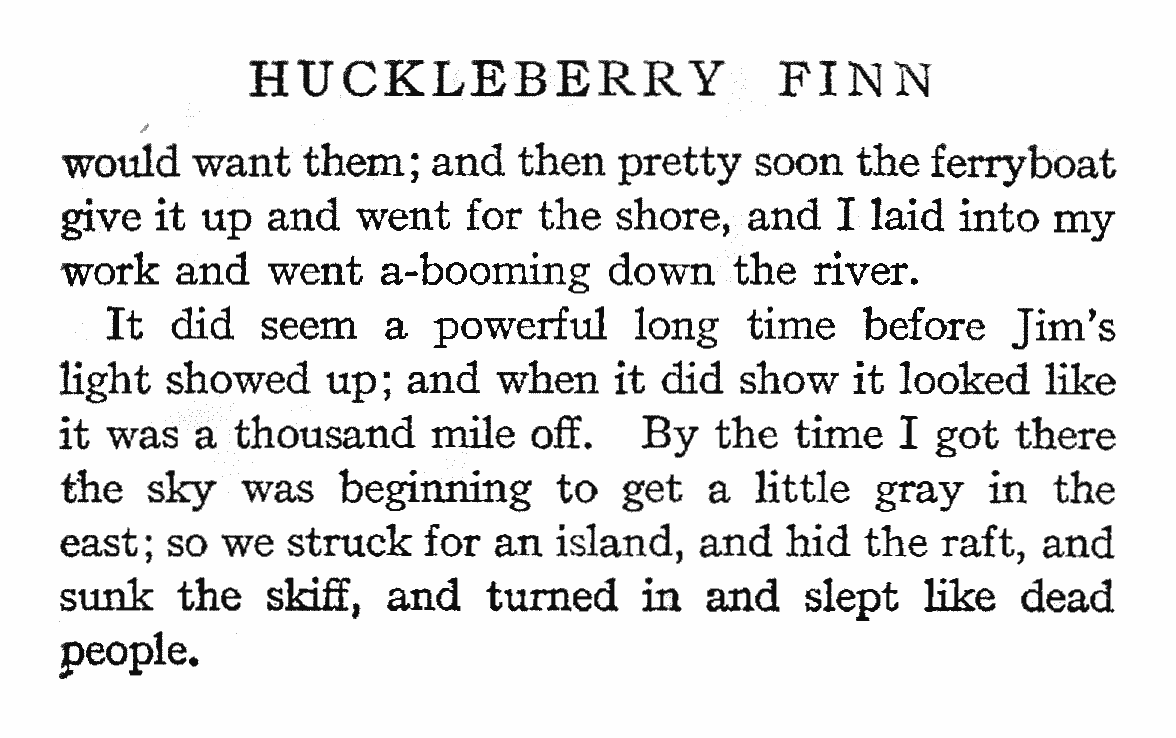 HUCKLEBERRY FINN
would want them; and then pretty soon the ferryboat
give it up and went for the shore, and I laid into my
work and went a-booming down the river.
It did seem a powerful long time before Jim's
light showed up; and when it did show it looked like
it was a thousand mile off. By the time I got there
the sky was beginning to get a little gray in the
east; so we struck for an island, and hid the raft, and
sunk the skiff, and turned in and slept like dead
people.